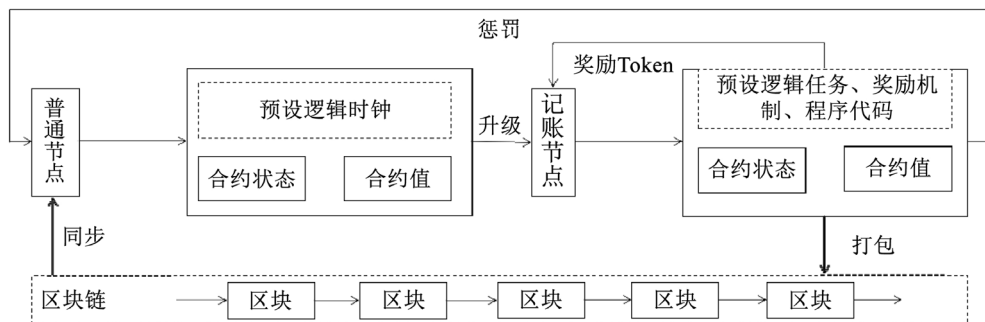 惩罚
奖励Token
普通节点
预设逻辑时钟
合约状态
合约值
升级
记账节点
预设逻辑任务、奖励机
制、程序代码
合约状态
合约值
同步
打包
区块链
区块
区块
区块
区块
区块